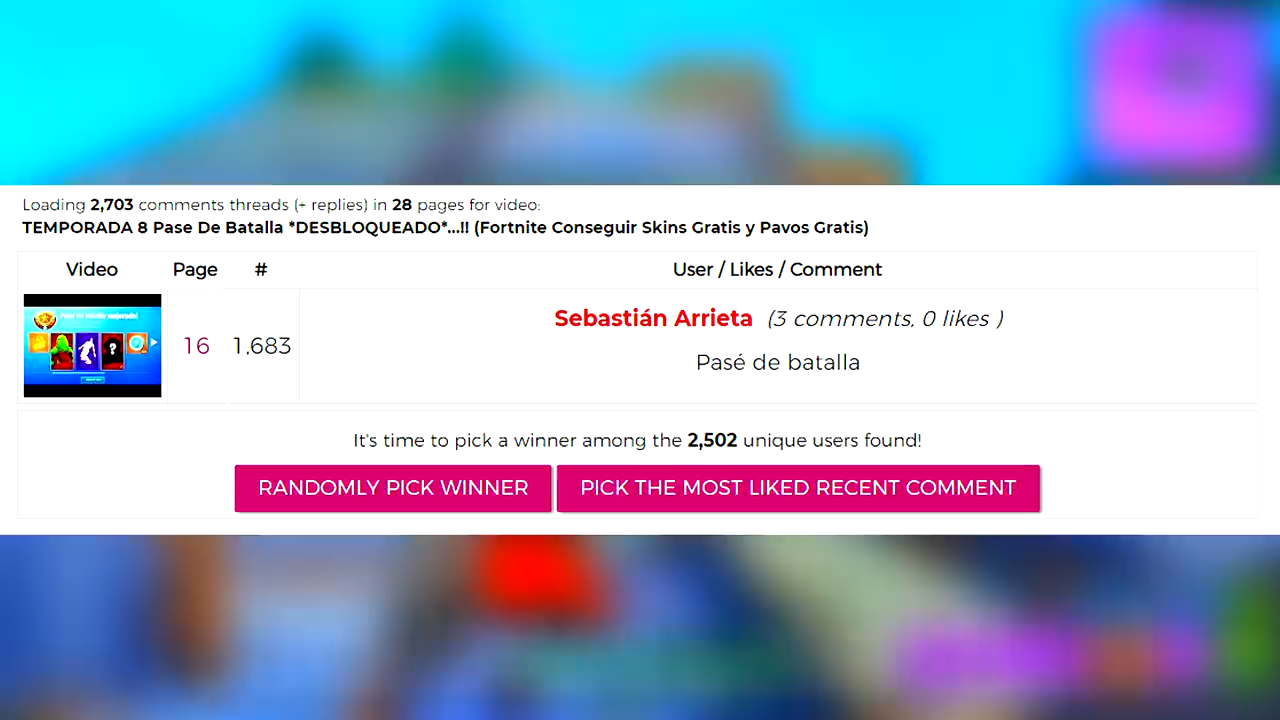 Loading 2,703 comments threads (+ replies) in 28 pages for video:
TEMPORADA 8 Pase De Batalla *DESBLOQUEADO*...!! (Fortnite Conseguir Skins Gratis y Pavos Gratis)
Video Page # User / Likes / Comment
16 1,683 Sebastián Arrieta (3 comments, 0 likes )
Pasé de batalla
It's time to pick a winner among the 2,502 unique users found!
RANDOMLY PICK WINNER PICK THE MOST LIKED RECENT COMMENT